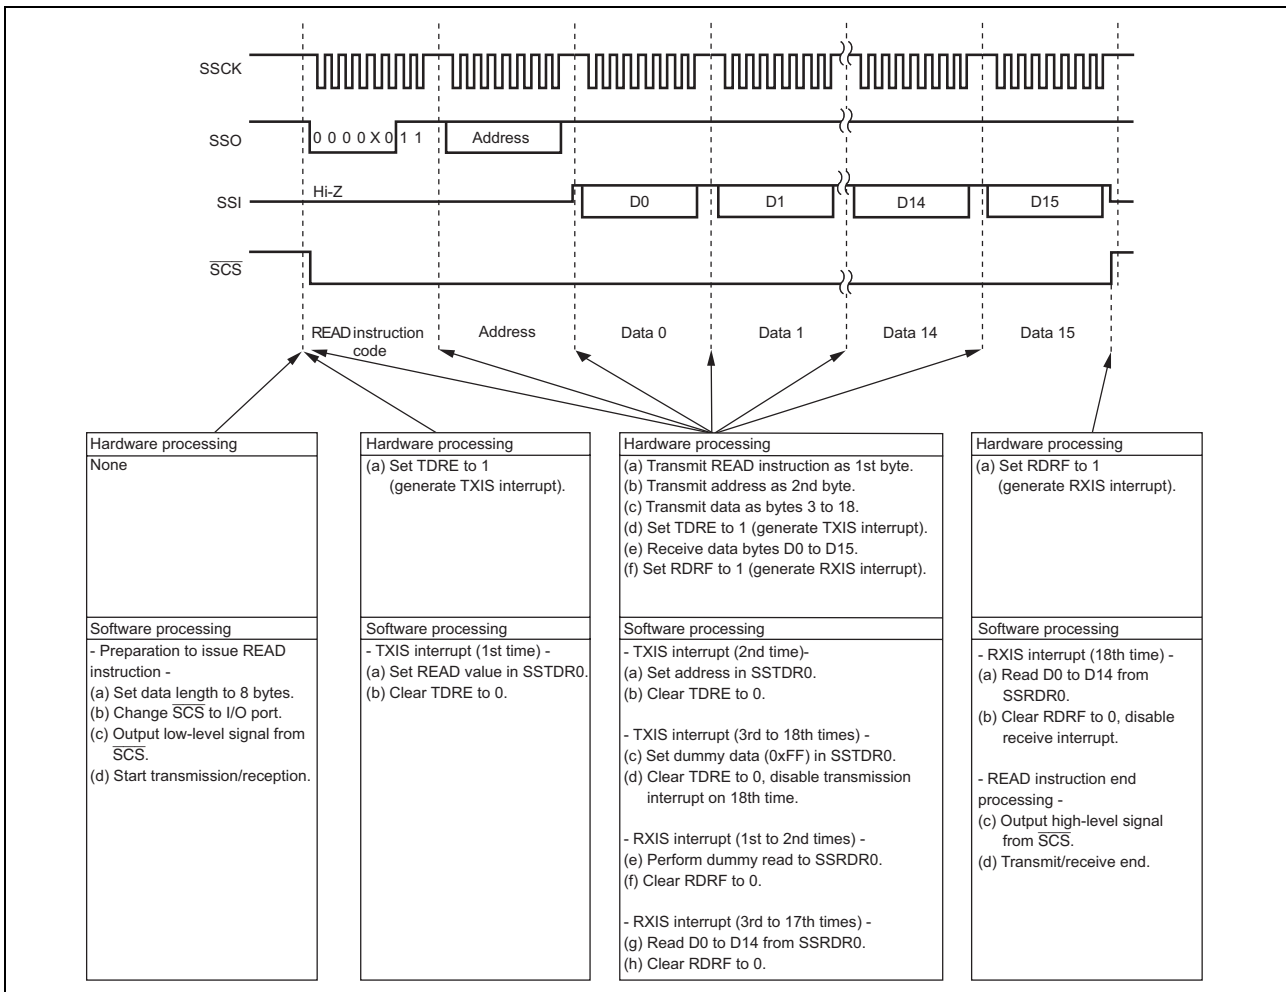 SSCK
SSO
0 0 0 0 X 0 1 1
Address
SSI
Hi-Z
D0
D1
D14
D15
SCS
READ instruction
code
Address
Data 0
Data 1
Data 14
Data 15
Hardware processing
None
Software processing
- Preparation to issue READ
instruction -
(a) Set data length to 8 bytes.
(b) Change SCS to I/O port.
(c) Output low-level signal from
SCS.
(d) Start transmission/reception.
Hardware processing
(a) Set TDRE to 1
(generate TXIS interrupt).
Software processing
- TXIS interrupt (1st time) -
(a) Set READ value in SSTDR0.
(b) Clear TDRE to 0.
Hardware processing
(a) Transmit READ instruction as 1st byte.
(b) Transmit address as 2nd byte.
(c) Transmit data as bytes 3 to 18.
(d) Set TDRE to 1 (generate TXIS interrupt).
(e) Receive data bytes D0 to D15.
(f) Set RDRF to 1 (generate RXIS interrupt).
Software processing
- TXIS interrupt (2nd time)-
(a) Set address in SSTDR0.
(b) Clear TDRE to 0.
- TXIS interrupt (3rd to 18th times) -
(c) Set dummy data (0xFF) in SSTDR0.
(d) Clear TDRE to 0, disable transmission
interrupt on 18th time.
- RXIS interrupt (1st to 2nd times) -
(e) Perform dummy read to SSRDR0.
(f) Clear RDRF to 0.
- RXIS interrupt (3rd to 17th times) -
(g) Read D0 to D14 from SSRDR0.
(h) Clear RDRF to 0.
Hardware processing
(a) Set RDRF to 1
(generate RXIS interrupt).
Software processing
- RXIS interrupt (18th time) -
(a) Read D0 to D14 from
SSRDR0.
(b) Clear RDRF to 0, disable
receive interrupt.
- READ instruction end
processing -
(c) Output high-level signal
from SCS.
(d) Transmit/receive end.